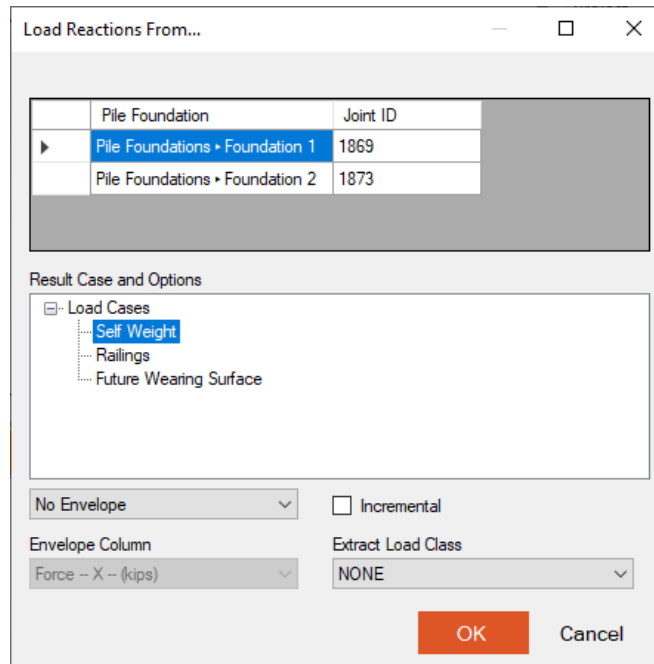 Load Reactions From...
Pile Foundation Joint ID
Pile Foundations ▸ Foundation 1 1869
Pile Foundations ▸ Foundation 2 1873
Result Case and Options
Load Cases
Self Weight
Railings
Future Wearing Surface
No Envelope Incremental
Envelope Column Extract Load Class
Force -- X -- (kips) NONE
OK Cancel